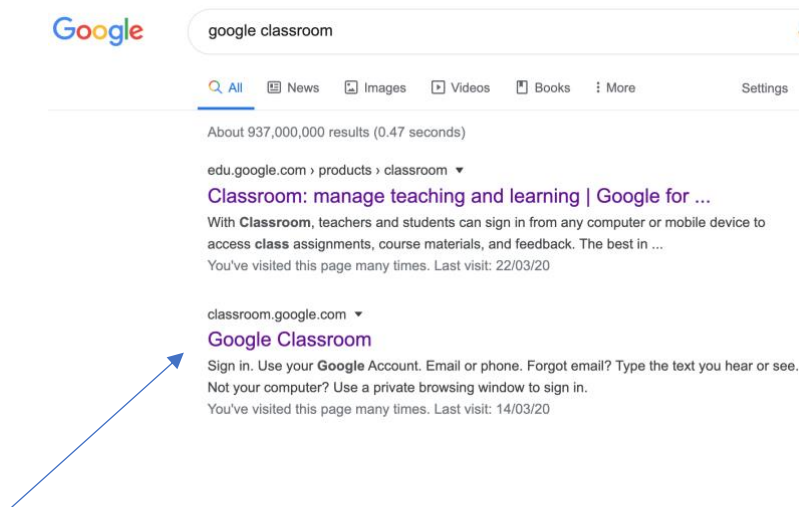 Google
google classroom
All News Images Videos Books More Settings
About 937,000,000 results (0.47 seconds)
edu.google.com › products › classroom ▼
Classroom: manage teaching and learning | Google for ...
With Classroom, teachers and students can sign in from any computer or mobile device to
access class assignments, course materials, and feedback. The best in ...
You've visited this page many times. Last visit: 22/03/20
classroom.google.com ▼
Google Classroom
Sign in. Use your Google Account. Email or phone. Forgot email? Type the text you hear or see.
Not your computer? Use a private browsing window to sign in.
You've visited this page many times. Last visit: 14/03/20